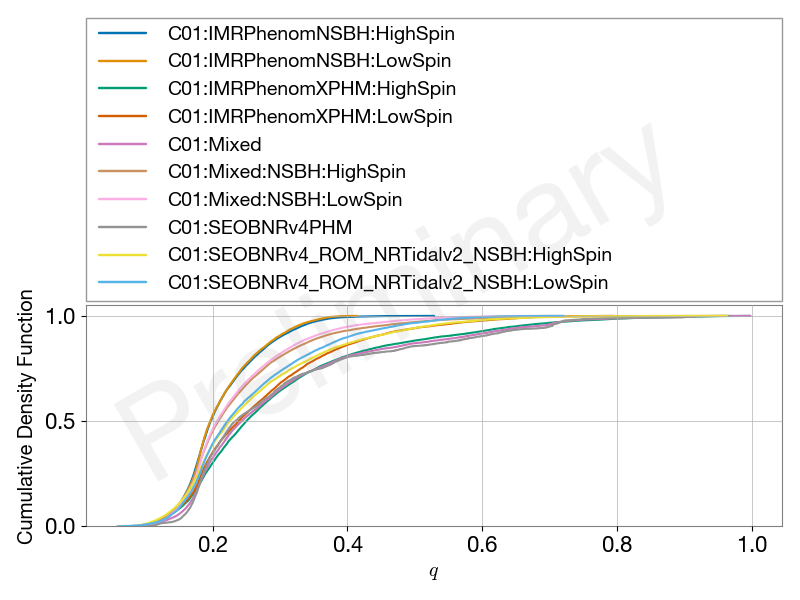 C01:IMRPhenomNSBH:HighSpin
C01:IMRPhenomNSBH:LowSpin
C01:IMRPhenomXPHM:HighSpin
C01:IMRPhenomXPHM:LowSpin
C01:Mixed
C01:Mixed:NSBH:HighSpin
C01:Mixed:NSBH:LowSpin
C01:SEOBNRv4PHM
C01:SEOBNRv4_ROM_NRTidalv2_NSBH:HighSpin
C01:SEOBNRv4_ROM_NRTidalv2_NSBH:LowSpin
Preliminary
Cumulative Density Function
1.0
0.5
0.0
0.2 0.4 0.6 0.8 1.0
q